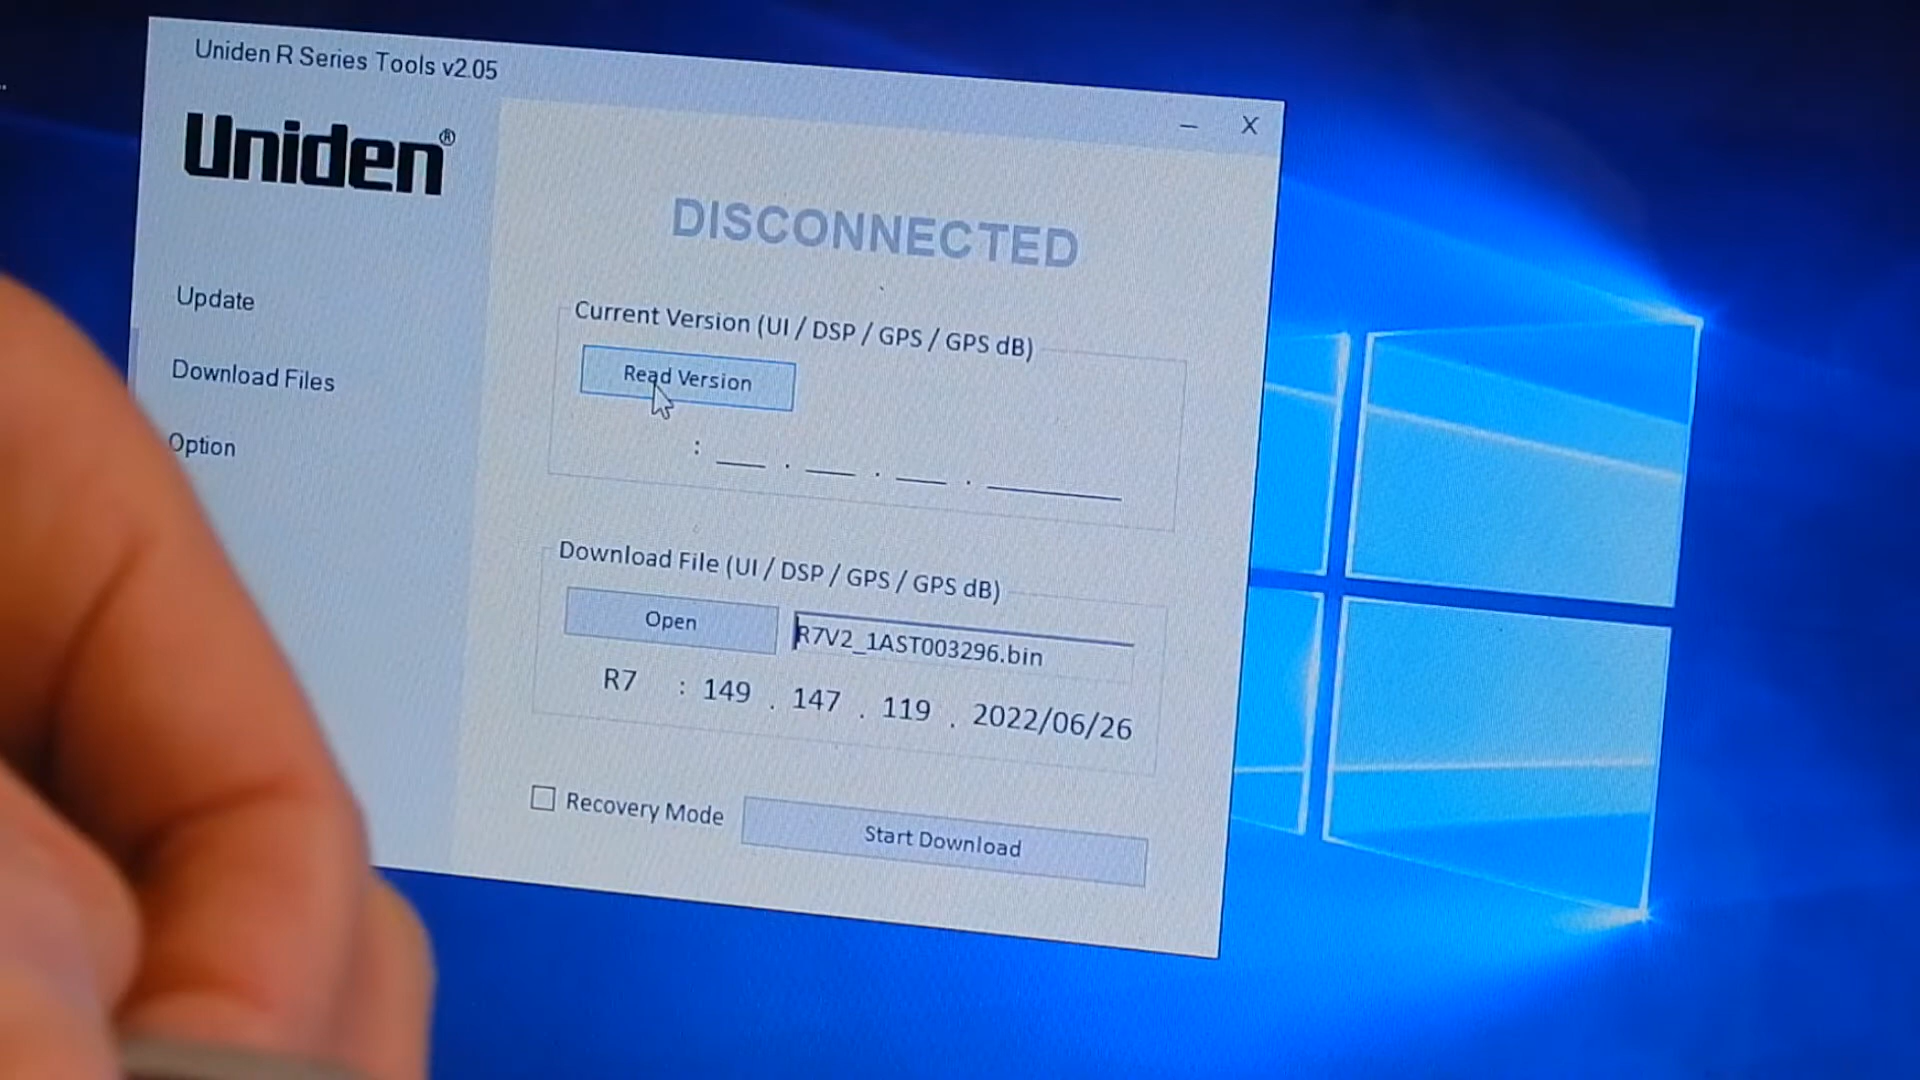 Uniden R Series Tools v2.05
Uniden®
Update
Download Files
Option
DISCONNECTED
Current Version (UI / DSP / GPS / GPS dB)
Read Version
: ___ . ___ . ___ . ________
Download File (UI / DSP / GPS / GPS dB)
Open R7V2_1AST003296.bin
R7 : 149 . 147 . 119 . 2022/06/26
Recovery Mode Start Download